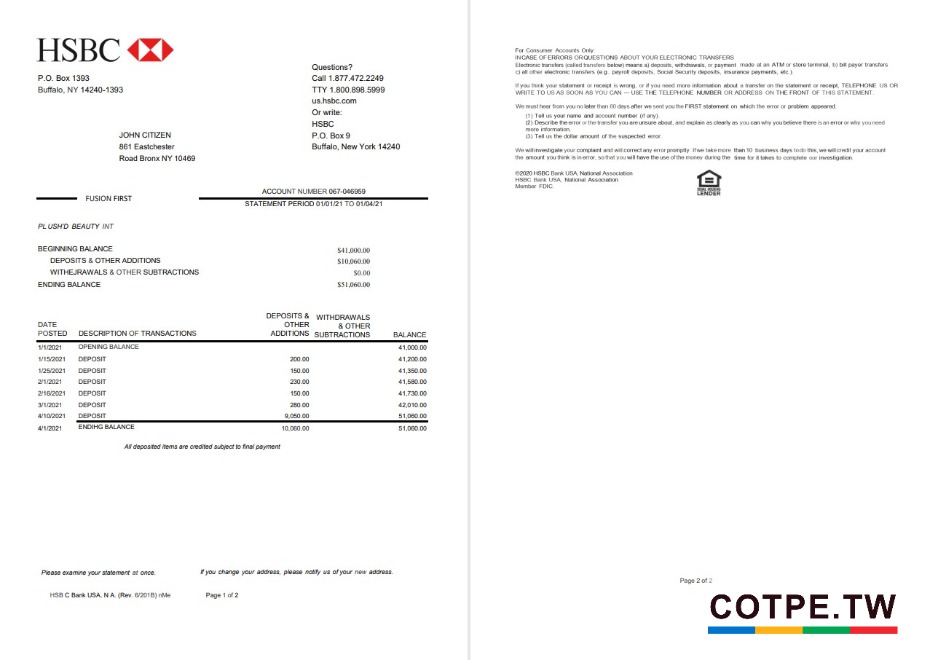 HSBC
P.O. Box 1393
Buffalo, NY 14240-1393
Questions?
Call 1.877.472.2249
TTY 1.800.898.5999
us.hsbc.com
Or write:
HSBC
P.O. Box 9
Buffalo, New York 14240
JOHN CITIZEN
861 Eastchester
Road Bronx NY 10469
ACCOUNT NUMBER 067-046959
FUSION FIRST
STATEMENT PERIOD 01/01/21 TO 01/04/21
PLUSH'D BEAUTY INT
BEGINNING BALANCE $41,000.00
DEPOSITS & OTHER ADDITIONS $10,060.00
WITHEJRAWALS & OTHER SUBTRACTIONS $0.00
ENDING BALANCE $51,060.00
DATE POSTED DESCRIPTION OF TRANSACTIONS DEPOSITS & OTHER ADDITIONS WITHDRAWALS & OTHER SUBTRACTIONS BALANCE
1/1/2021 OPENING BALANCE 41,000.00
1/15/2021 DEPOSIT 200.00 41,200.00
1/25/2021 DEPOSIT 150.00 41,350.00
2/1/2021 DEPOSIT 230.00 41,580.00
2/16/2021 DEPOSIT 150.00 41,730.00
3/1/2021 DEPOSIT 280.00 42,010.00
4/10/2021 DEPOSIT 9,050.00 51,060.00
4/1/2021 ENDIHG BALANCE 10,060.00 51,060.00
All deposited items are credited subject to final payment
Please examine your statement at once.
If you change your address, please notify us of your new address.
HSB C Bank USA, N A. (Rev. 6/201B) nMe
Page 1 of 2
For Consumer Accounts Only:
INCASE OF ERRORS ORQUESTIONS ABOUT YOUR ELECTRONIC TRANSFERS
Electronic transfers (called transfers below) means a) deposits, withdrawals, or payment made at an ATM or store terminal, b) bill payer transfers
c) all other electronic transfers (e.g. payroll deposits, Social Security deposits, insurance payments, etc.)
If you think your statement or receipt is wrong, or if you need more information about a transfer on the statement or receipt, TELEPHONE US OR
WRITE TO US AS SOON AS YOU CAN — USE THE TELEPHONE NUMBER OR ADDRESS ON THE FRONT OF THIS STATEMENT.
We must hear from you no later than 60 days after we sent you the FIRST statement on which the error or problem appeared.
(1) Tell us your name and account number (if any).
(2) Describe the error or the transfer you are unsure about, and explain as clearly as you can why you believe there is an error or why you need
more information.
(3) Tell us the dollar amount of the suspected error.
We will investigate your complaint and will correct any error promptly. If we take more than 10 business days to do this, we will credit your account
the amount you think is in error, so that you will have the use of the money during the time for it takes to complete our investigation.
©2020 HSBC Bank USA, National Association
HSBC Bank USA, National Association
Member FDIC.
EQUAL HOUSING
LENDER
Page 2 of 2
COTPE.TW